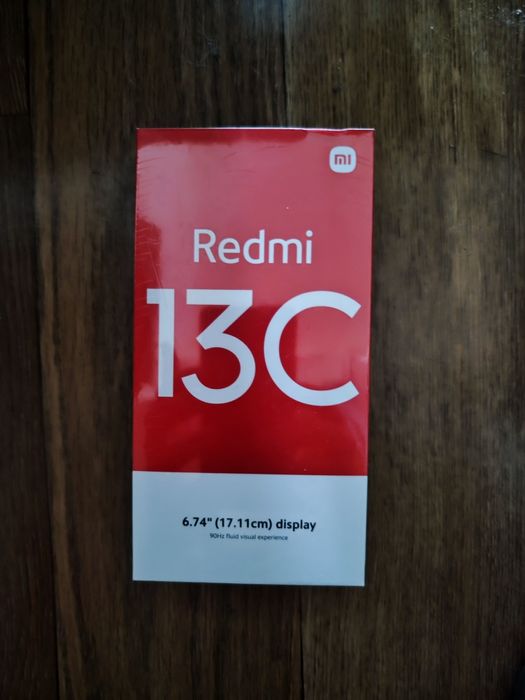 mi
Redmi
13C
6.74" (17.11cm) display
90Hz fluid visual experience